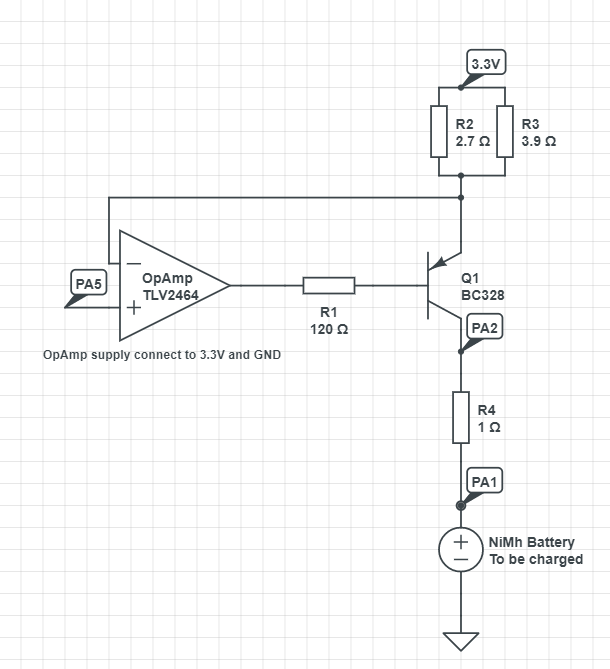 3.3V
R2
2.7 Ω
R3
3.9 Ω
PA5
OpAmp
TLV2464
−
+
OpAmp supply connect to 3.3V and GND
R1
120 Ω
Q1
BC328
PA2
R4
1 Ω
PA1
+
−
NiMh Battery
To be charged